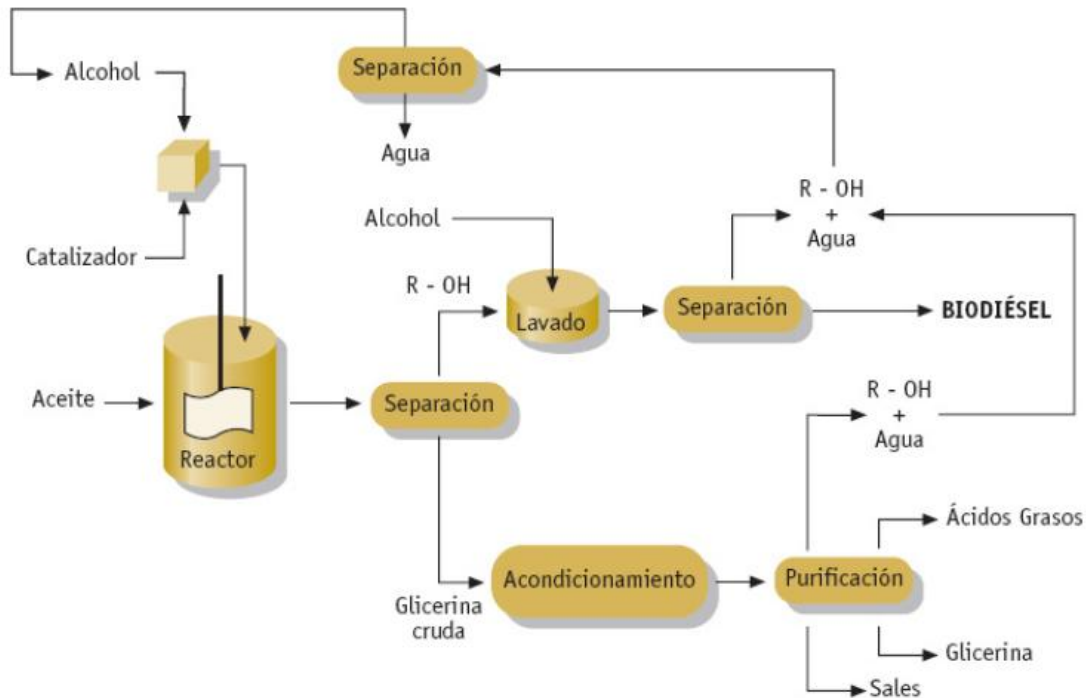 Separación
Alcohol
Agua
R - OH
+
Agua
Alcohol
Catalizador
R - OH
Lavado
Separación
BIODIÉSEL
Aceite
Separación
R - OH
+
Agua
Reactor
Ácidos Grasos
Acondicionamiento
Purificación
Glicerina
cruda
Glicerina
Sales